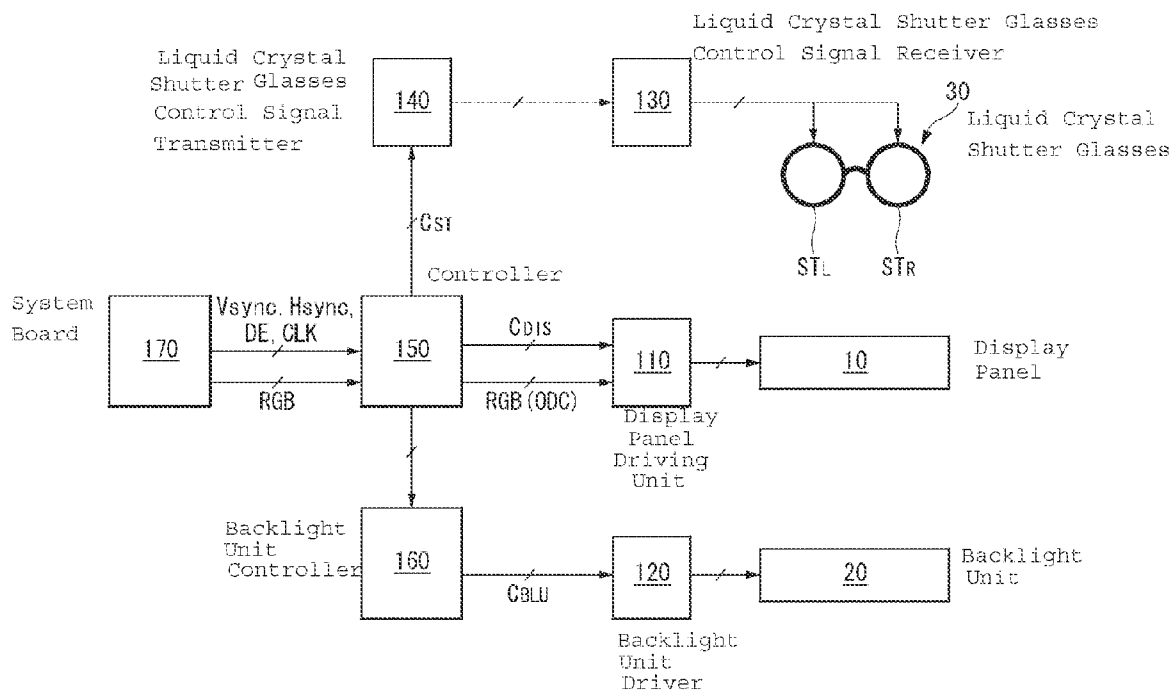 Liquid Crystal
Shutter Glasses
Control Signal
Transmitter
140
130
Liquid Crystal Shutter Glasses
Control Signal Receiver
30
Liquid Crystal
Shutter Glasses
STL
STR
CST
Controller
System
Board
170
Vsync, Hsync,
DE, CLK
RGB
150
CDIS
RGB(ODC)
110
Display
Panel
Driving
Unit
10
Display
Panel
Backlight
Unit
Controller
160
CBLU
120
Backlight
Unit
Driver
20
Backlight
Unit